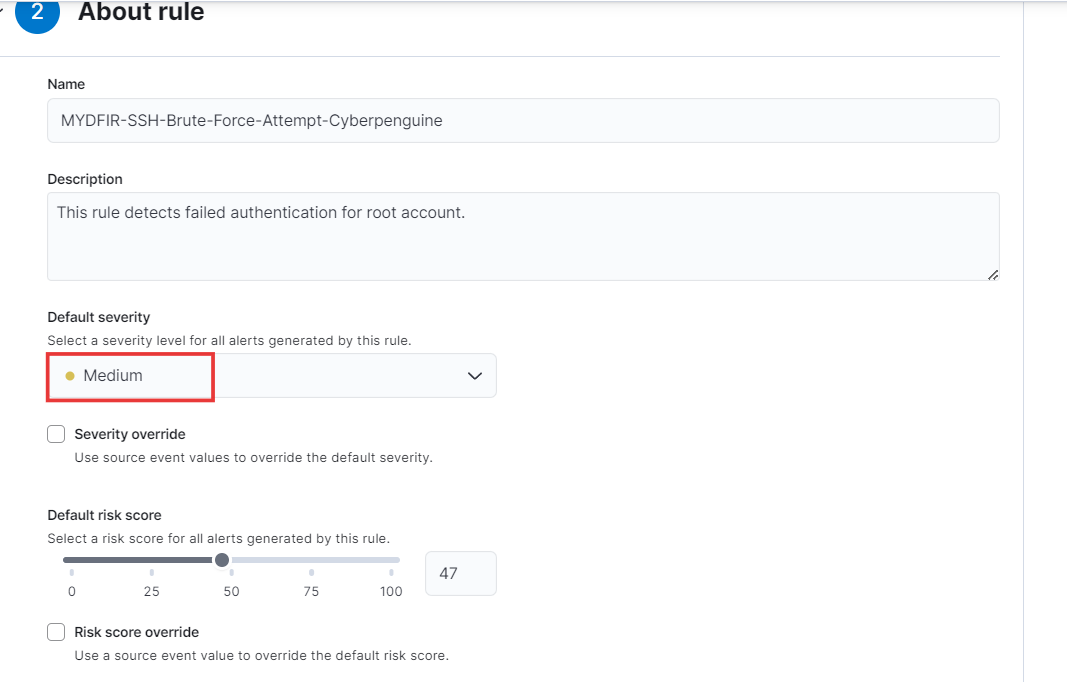 2 About rule
Name
MYDFIR-SSH-Brute-Force-Attempt-Cyberpenguine
Description
This rule detects failed authentication for root account.
Default severity
Select a severity level for all alerts generated by this rule.
Medium
Severity override
Use source event values to override the default severity.
Default risk score
Select a risk score for all alerts generated by this rule.
47
0 25 50 75 100
Risk score override
Use a source event value to override the default risk score.